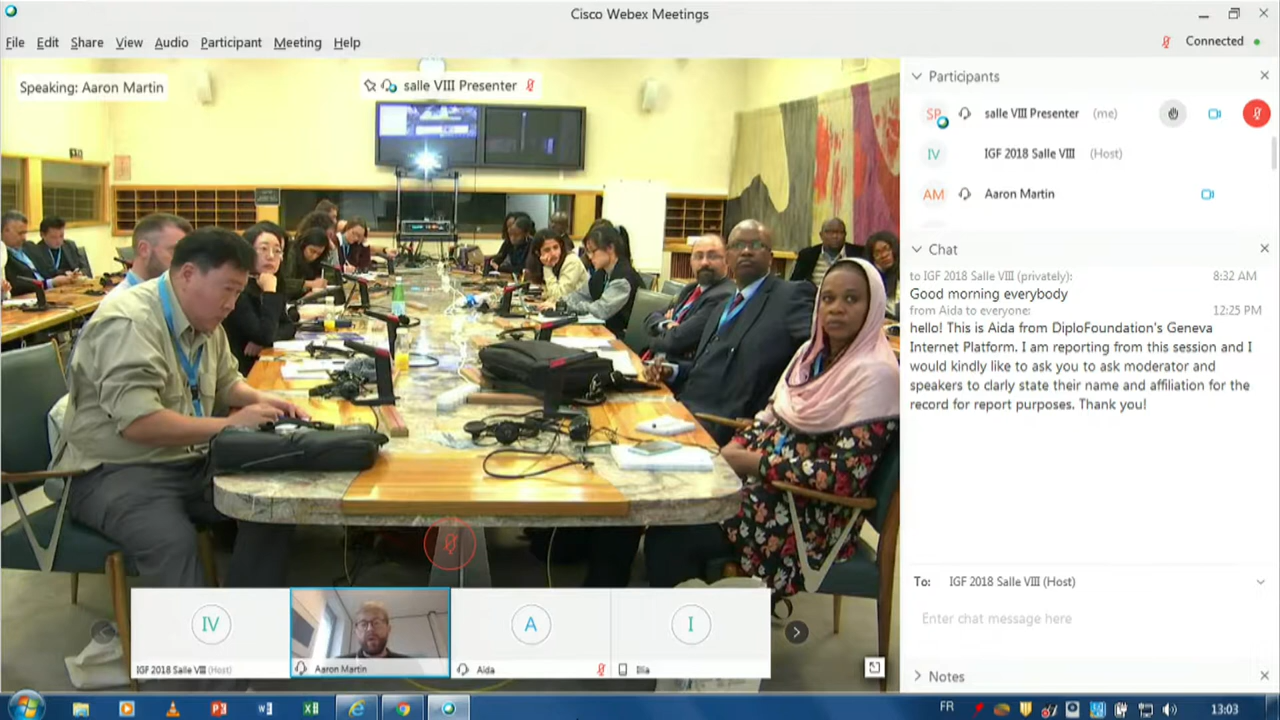 Cisco Webex Meetings
File Edit Share View Audio Participant Meeting Help
Connected
Speaking: Aaron Martin
salle VIII Presenter
Participants
SP salle VIII Presenter (me)
IV IGF 2018 Salle VIII (Host)
AM Aaron Martin
Chat
to IGF 2018 Salle VIII (privately): 8:32 AM
Good morning everybody
from Aida to everyone: 12:25 PM
hello! This is Aida from DiploFoundation's Geneva
Internet Platform. I am reporting from this session and I
would kindly like to ask you to ask moderator and
speakers to clarly state their name and affiliation for the
record for report purposes. Thank you!
To: IGF 2018 Salle VIII (Host)
Enter chat message here
Notes
IV
IGF 2018 Salle VIII (Host)
Aaron Martin
A
Aida
I
Illia
FR
13:03